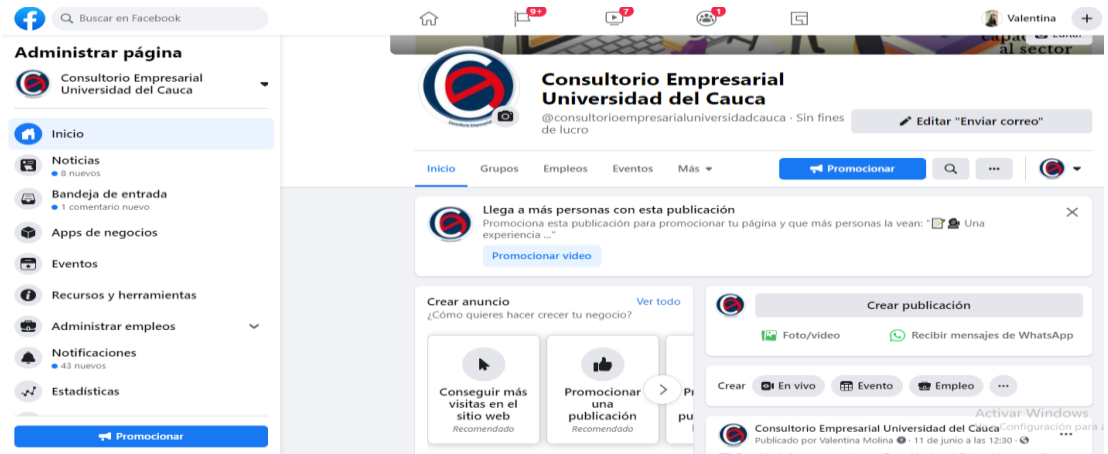 Buscar en Facebook
9+
7
1
Valentina
Administrar página
Consultorio Empresarial
Universidad del Cauca
Inicio
Noticias
8 nuevos
Bandeja de entrada
1 comentario nuevo
Apps de negocios
Eventos
Recursos y herramientas
Administrar empleos
Notificaciones
43 nuevos
Estadísticas
Promocionar
al sector
Consultorio Empresarial
Universidad del Cauca
@consultorioempresarialuniversidadcauca · Sin fines
de lucro
Editar "Enviar correo"
Inicio Grupos Empleos Eventos Más
Promocionar
Llega a más personas con esta publicación
Promociona esta publicación para promocionar tu página y que más personas la vean: " Una
experiencia ..."
Promocionar video
Crear anuncio Ver todo
¿Cómo quieres hacer crecer tu negocio?
Conseguir más
visitas en el
sitio web
Recomendado
Promocionar
una
publicación
Recomendado
Crear publicación
Foto/video Recibir mensajes de WhatsApp
Crear En vivo Evento Empleo
Activar Windows
Consultorio Empresarial Universidad del Cauca
Publicado por Valentina Molina · 11 de junio a las 12:30 ·
Configuración para